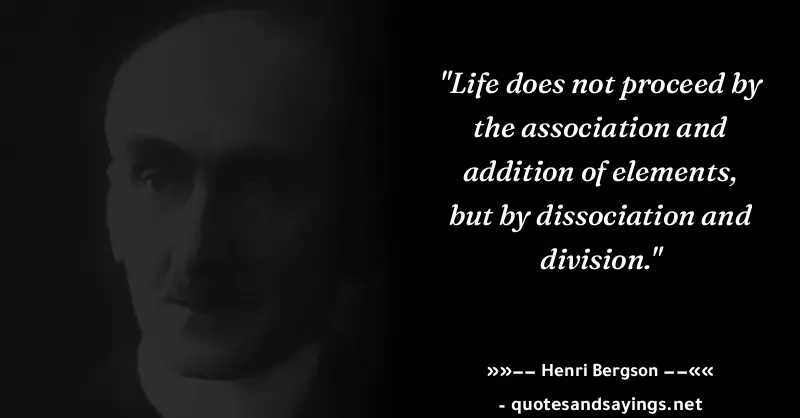 "Life does not proceed by
the association and
addition of elements,
but by dissociation and
division."
»»–– Henri Bergson ––««
- quotesandsayings.net